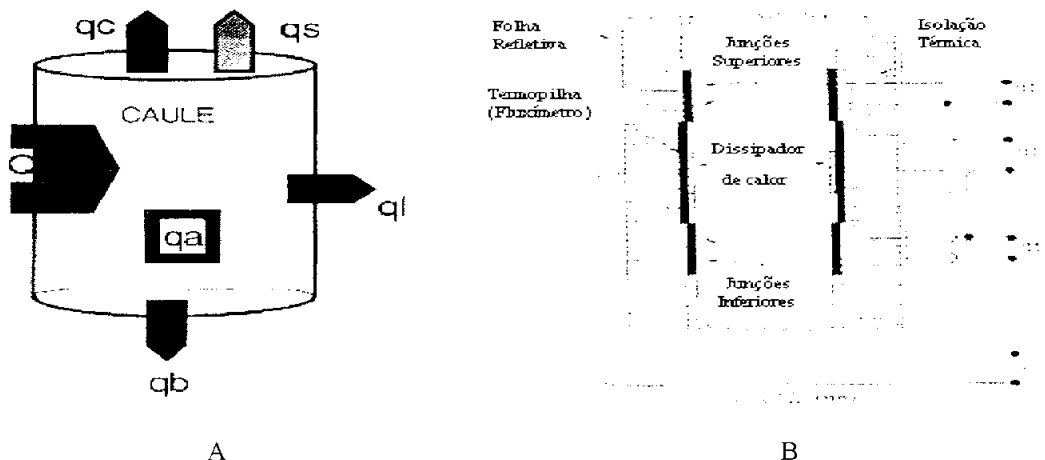 qc
qs
CAULE
Q
ql
qa
qb
A
Folha
Refletiva
Junções
Superiores
Isolação
Térmica
Termopilha
(Fluxímetro)
Dissipador
de calor
Junções
Inferiores
B